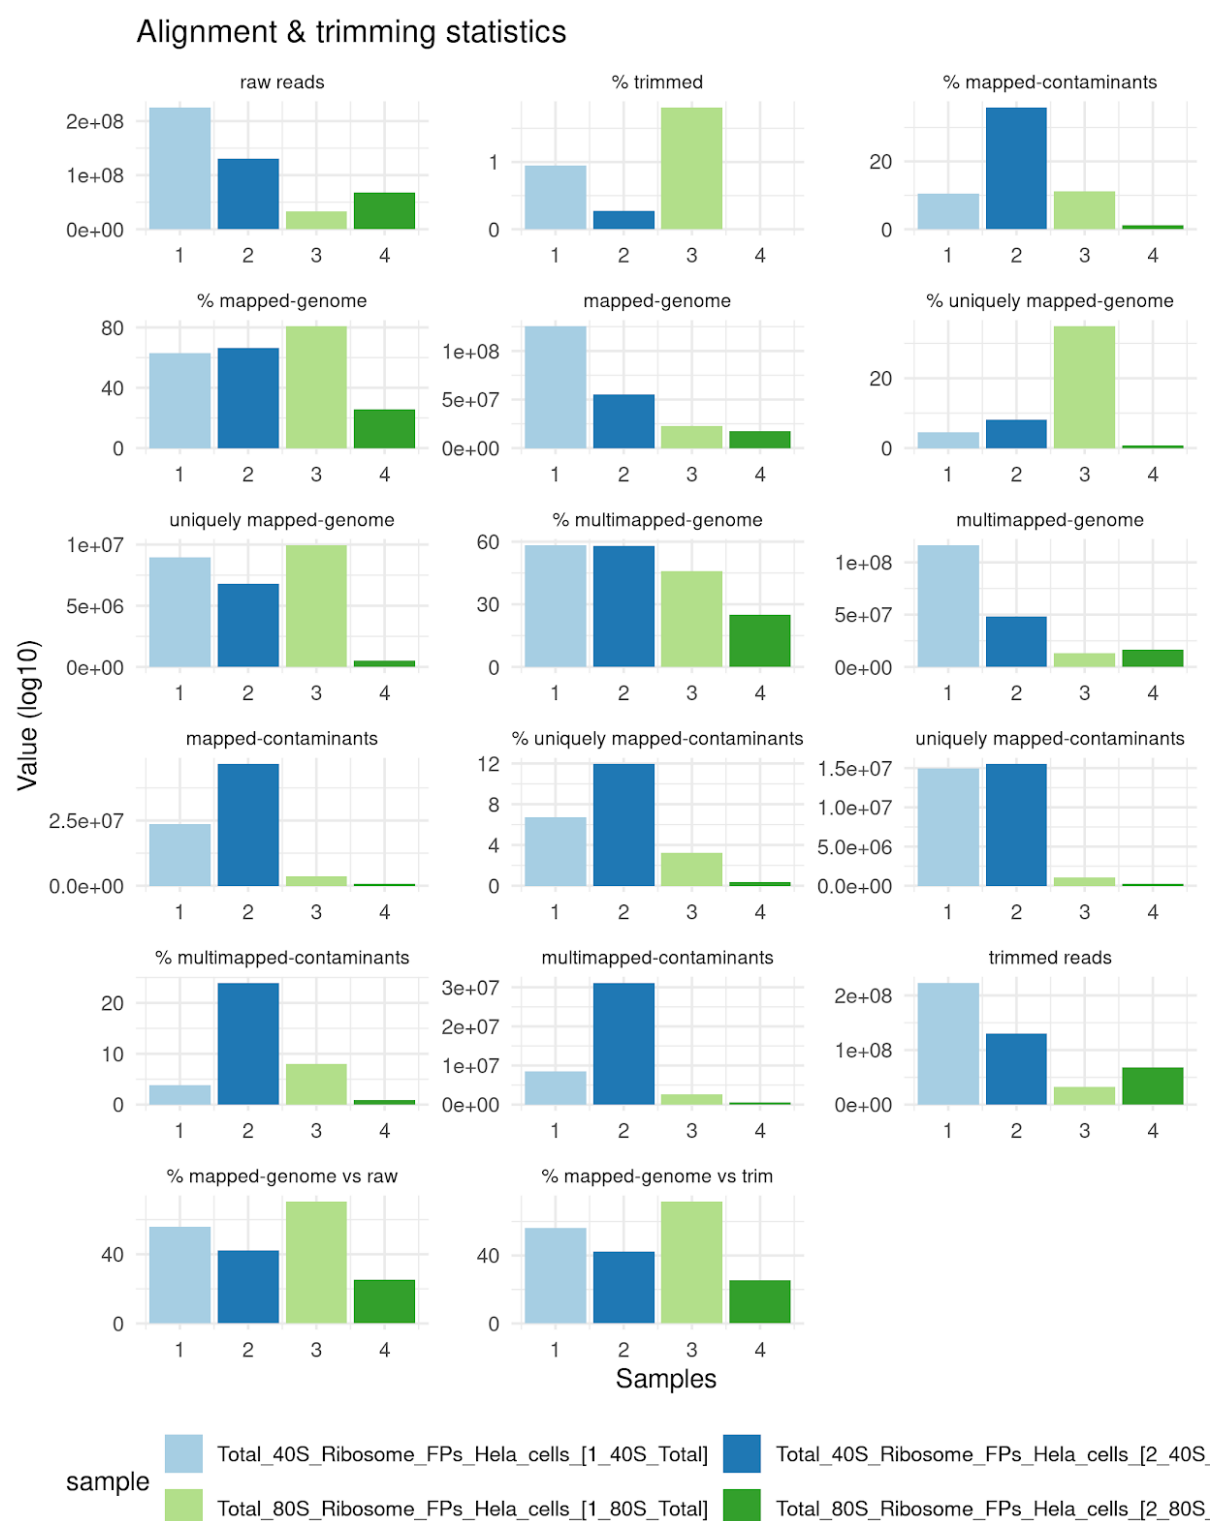 Alignment & trimming statistics
raw reads
% trimmed
% mapped-contaminants
2e+08
1e+08
0e+00
1 2 3 4
1
0
1 2 3 4
20
0
1 2 3 4
% mapped-genome
mapped-genome
% uniquely mapped-genome
80
40
0
1 2 3 4
1e+08
5e+07
0e+00
1 2 3 4
20
0
1 2 3 4
uniquely mapped-genome
% multimapped-genome
multimapped-genome
1e+07
5e+06
0e+00
1 2 3 4
60
30
0
1 2 3 4
1e+08
5e+07
0e+00
1 2 3 4
Value (log10)
mapped-contaminants
% uniquely mapped-contaminants
uniquely mapped-contaminants
2.5e+07
0.0e+00
1 2 3 4
12
8
4
0
1 2 3 4
1.5e+07
1.0e+07
5.0e+06
0.0e+00
1 2 3 4
% multimapped-contaminants
multimapped-contaminants
trimmed reads
20
10
0
1 2 3 4
3e+07
2e+07
1e+07
0e+00
1 2 3 4
2e+08
1e+08
0e+00
1 2 3 4
% mapped-genome vs raw
% mapped-genome vs trim
40
0
1 2 3 4
40
0
1 2 3 4
Samples
sample
Total_40S_Ribosome_FPs_Hela_cells_[1_40S_Total]
Total_40S_Ribosome_FPs_Hela_cells_[2_40S_
Total_80S_Ribosome_FPs_Hela_cells_[1_80S_Total]
Total_80S_Ribosome_FPs_Hela_cells_[2_80S_